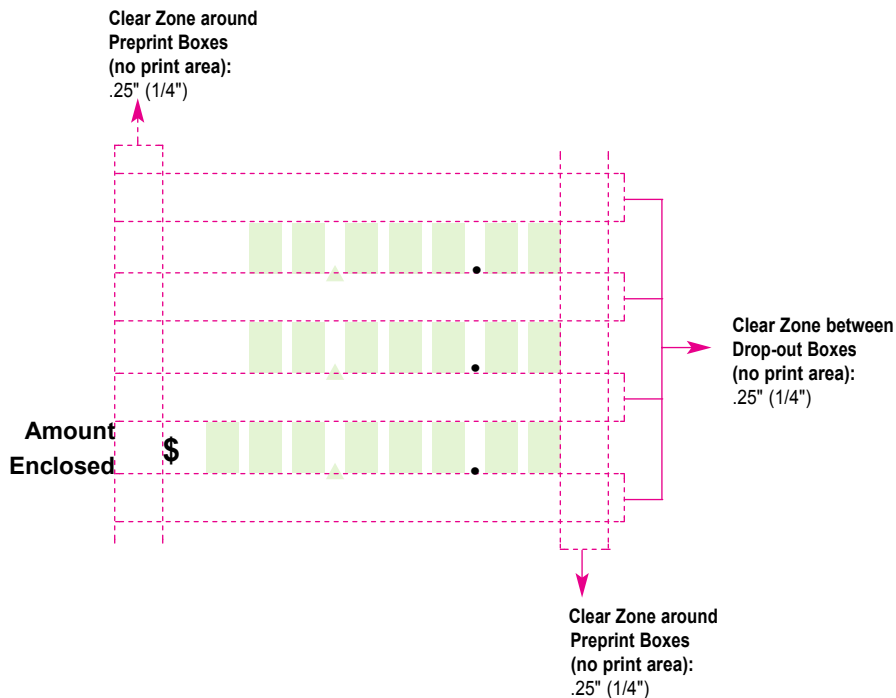 Clear Zone around
Preprint Boxes
(no print area):
.25" (1/4")
Clear Zone between
Drop-out Boxes
(no print area):
.25" (1/4")
Amount
Enclosed
$
Clear Zone around
Preprint Boxes
(no print area):
.25" (1/4")